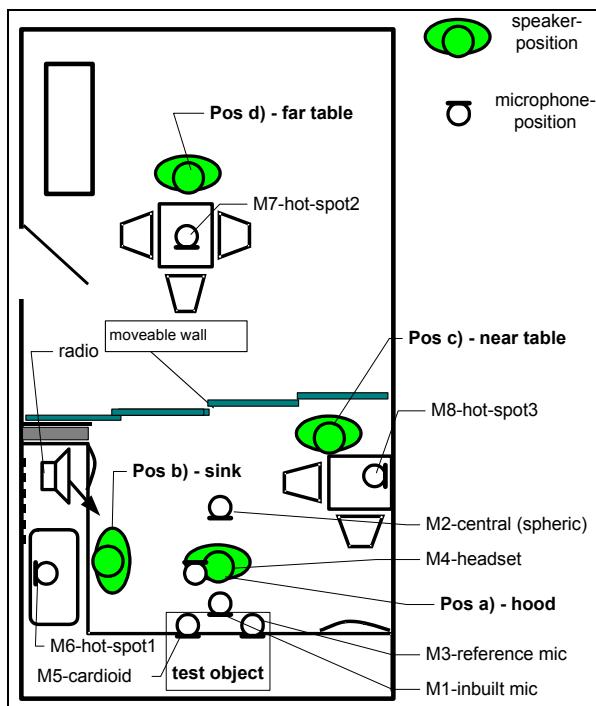 speaker-
position
microphone-
position
Pos d) - far table
M7-hot-spot2
moveable wall
radio
Pos c) - near table
M8-hot-spot3
Pos b) - sink
M2-central (spheric)
M4-headset
Pos a) - hood
M6-hot-spot1
M3-reference mic
M5-cardioid
test object
M1-inbuilt mic